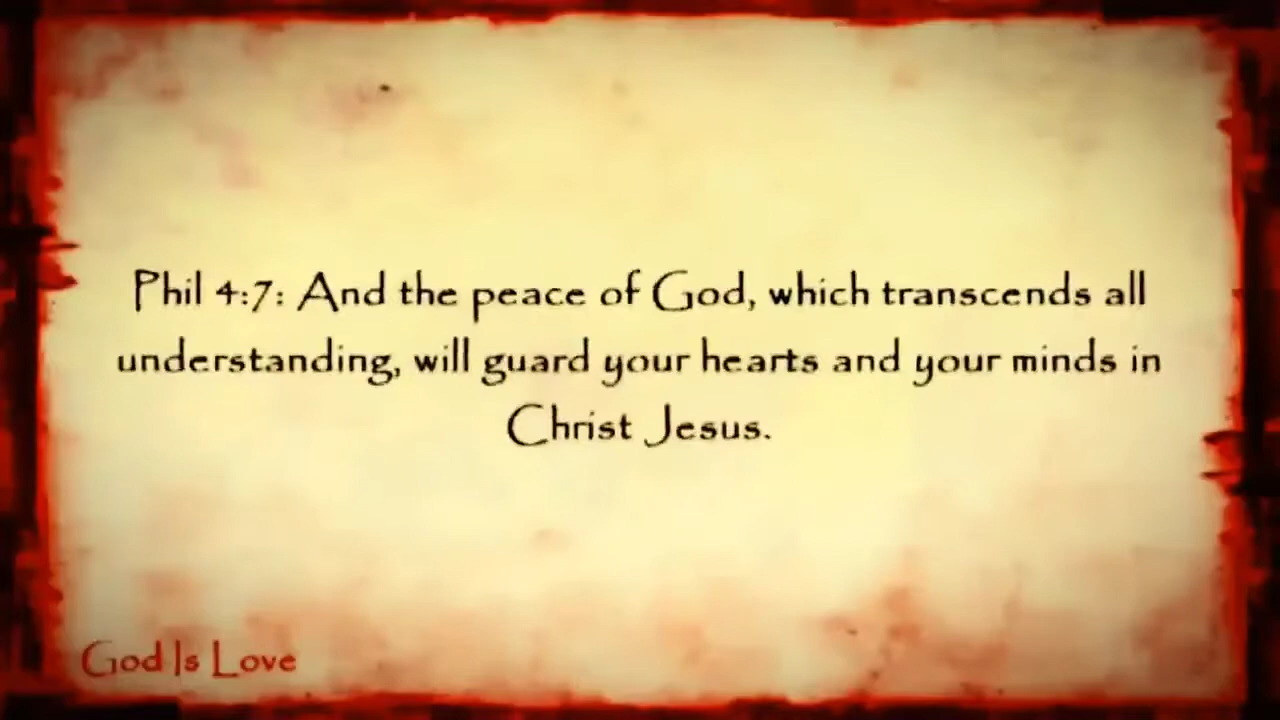 Phil 4:7: And the peace of God, which transcends all
understanding, will guard your hearts and your minds in
Christ Jesus.
God Is Love